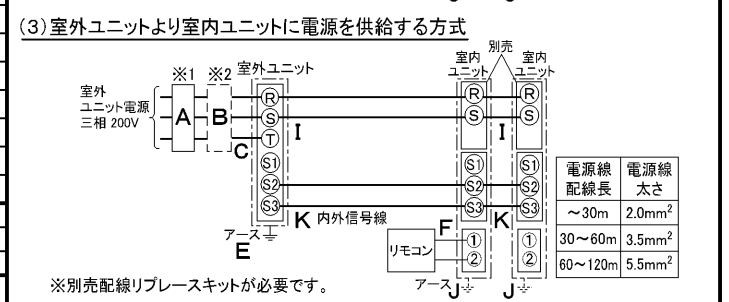 (3)室外ユニットより室内ユニットに電源を供給する方式
※1 ※2 室外ユニット
室内ユニット
別売
室内ユニット
室外
ユニット電源
三相 200V
A
B
C
R
S
T
S1
S2
S3
I
R
S
S1
S2
S3
I
R
S
S1
S2
S3
K 内外信号線
K
アース
E
F
リモコン
①
②
①
②
アース
J
J
電源線配線長 電源線太さ
~30m 2.0mm²
30~60m 3.5mm²
60~120m 5.5mm²
※別売配線リプレースキットが必要です。